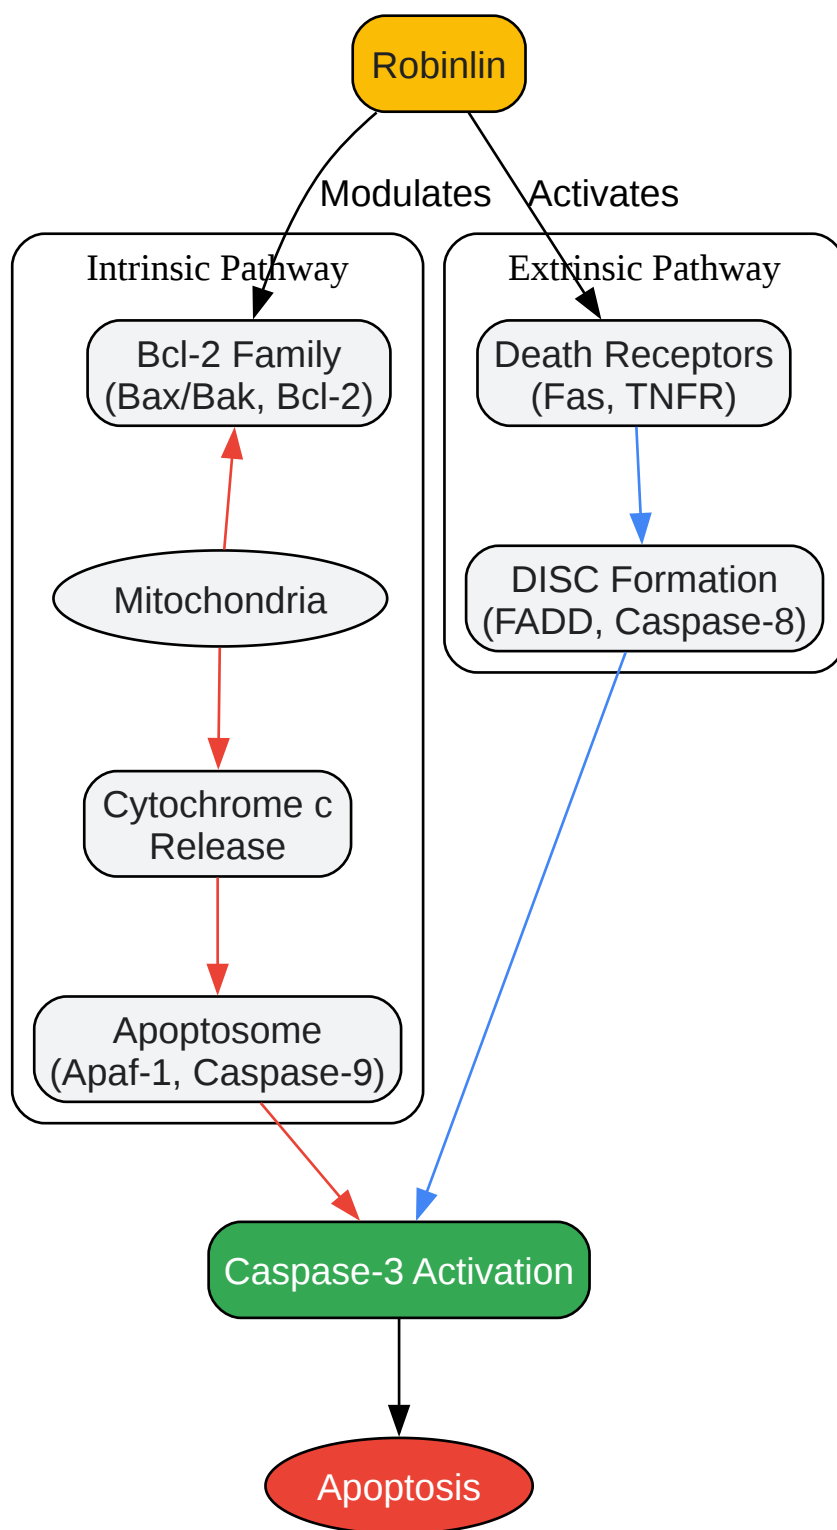 Robinlin
Modulates
Activates
Intrinsic Pathway
Extrinsic Pathway
Bcl-2 Family
(Bax/Bak, Bcl-2)
Death Receptors
(Fas, TNFR)
Mitochondria
DISC Formation
(FADD, Caspase-8)
Cytochrome c
Release
Apoptosome
(Apaf-1, Caspase-9)
Caspase-3 Activation
Apoptosis